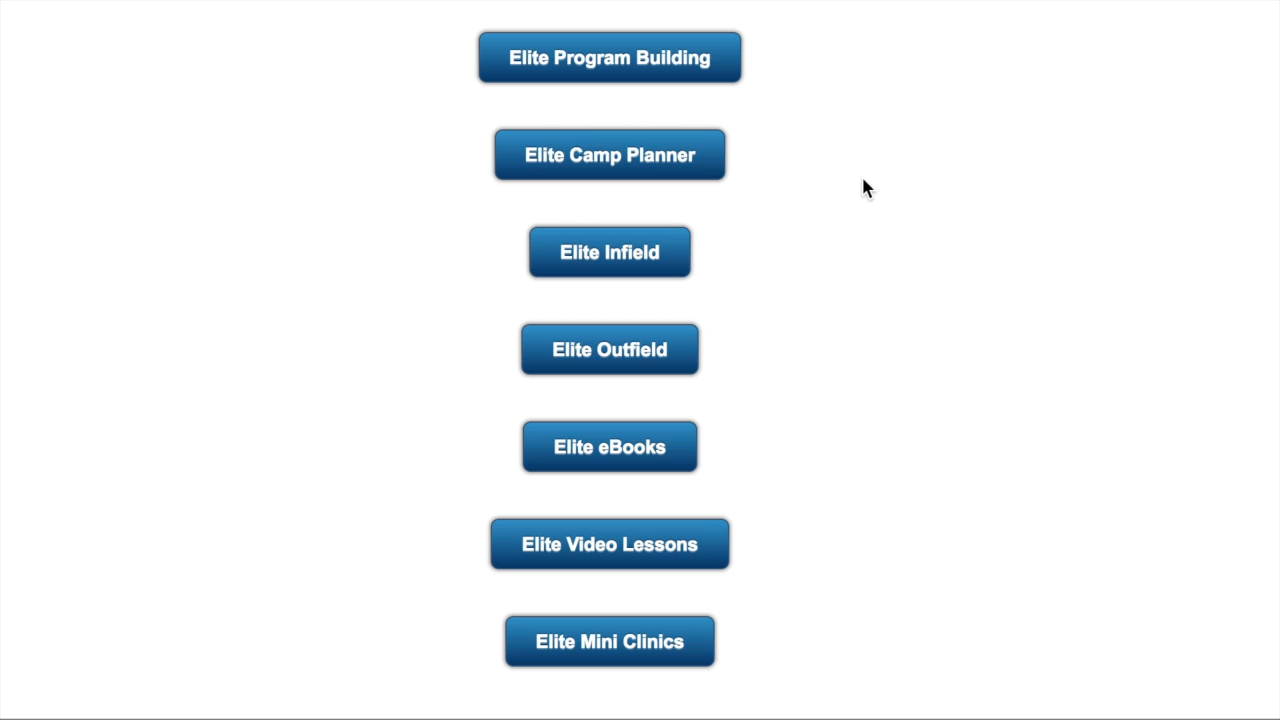 Elite Program Building
Elite Camp Planner
Elite Infield
Elite Outfield
Elite eBooks
Elite Video Lessons
Elite Mini Clinics